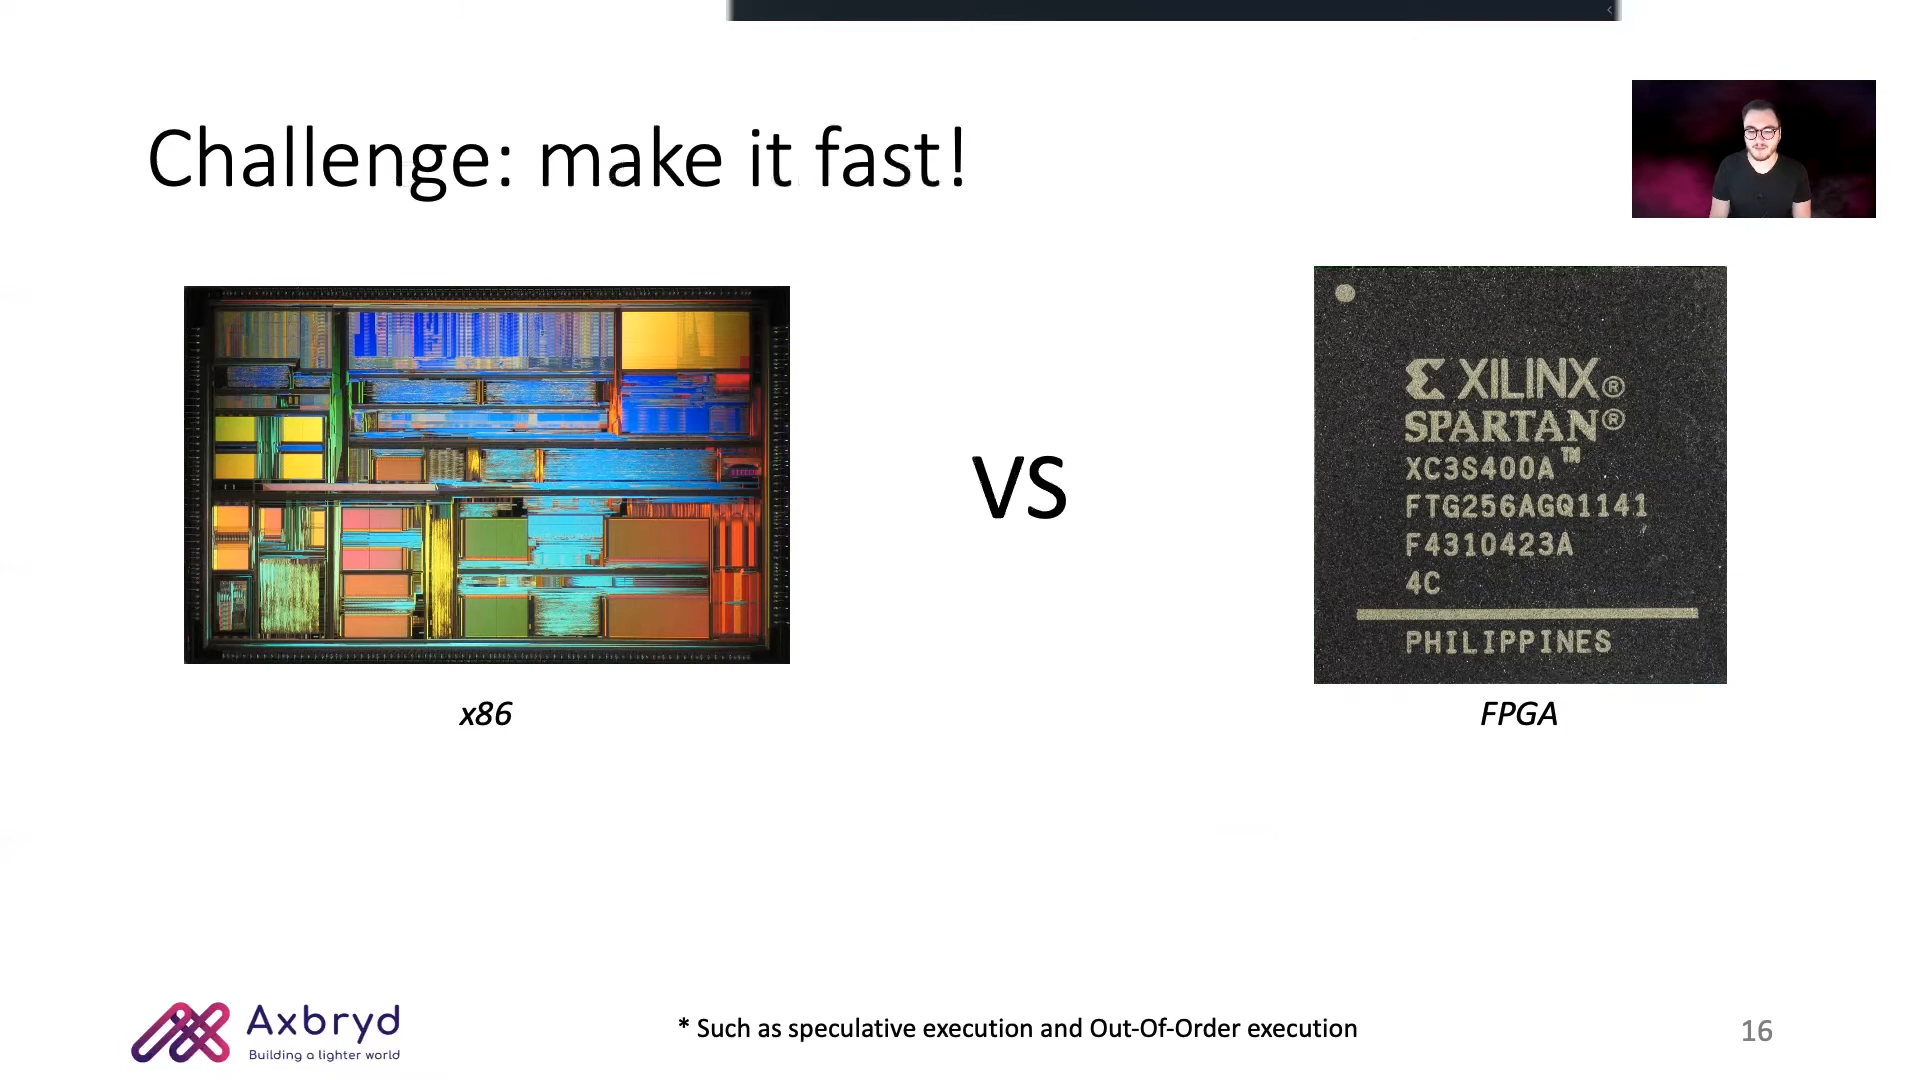 Challenge: make it fast!
VS
XILINX®
SPARTAN®
XC3S400A™
FTG256AGQ1141
F4310423A
4C
PHILIPPINES
x86
FPGA
Axbryd
Building a lighter world
* Such as speculative execution and Out-Of-Order execution
16